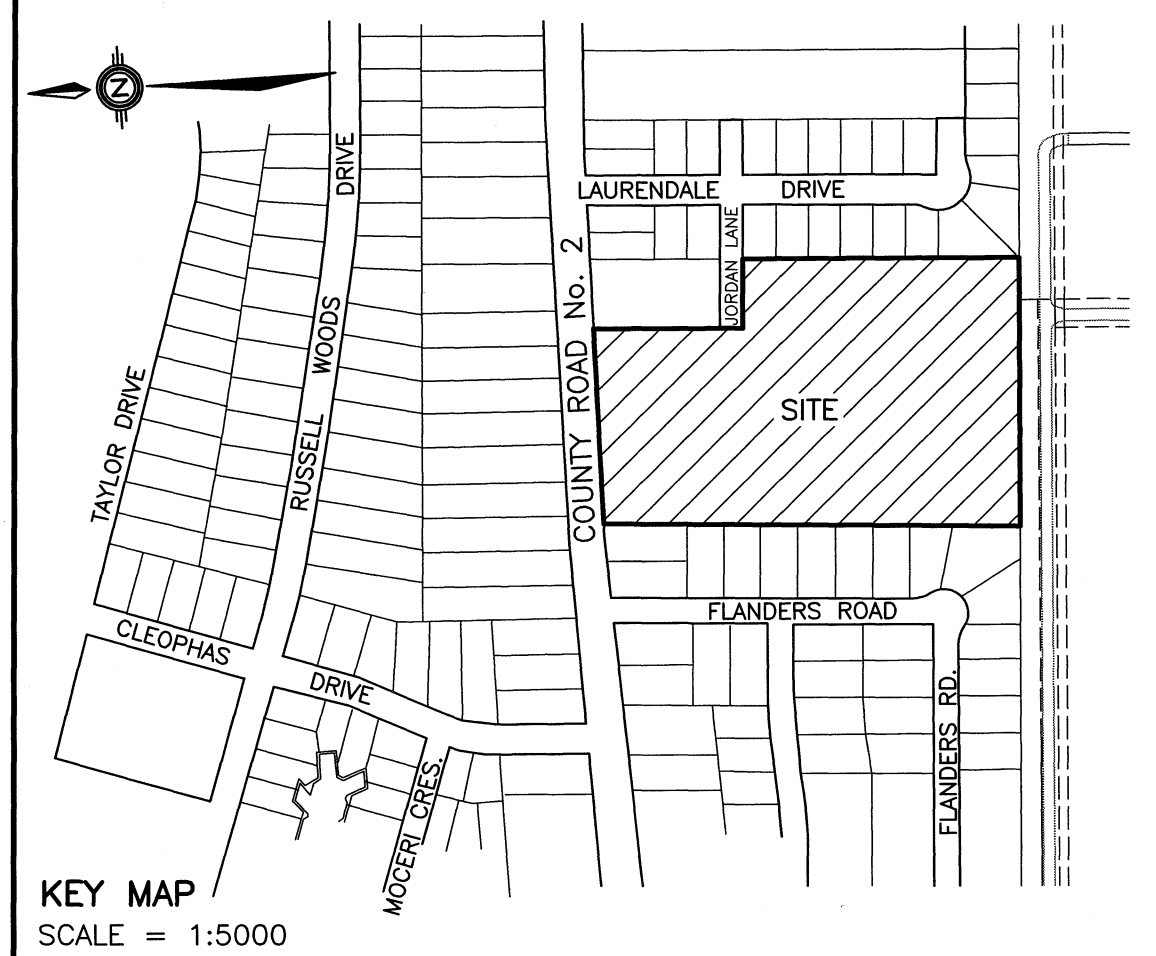 N
DRIVE
LAURENDALE DRIVE
JORDAN LANE
COUNTY ROAD No. 2
RUSSELL WOODS
TAYLOR DRIVE
SITE
FLANDERS ROAD
CLEOPHAS
DRIVE
FLANDERS RD.
MOCERI CRES.
KEY MAP
SCALE = 1:5000